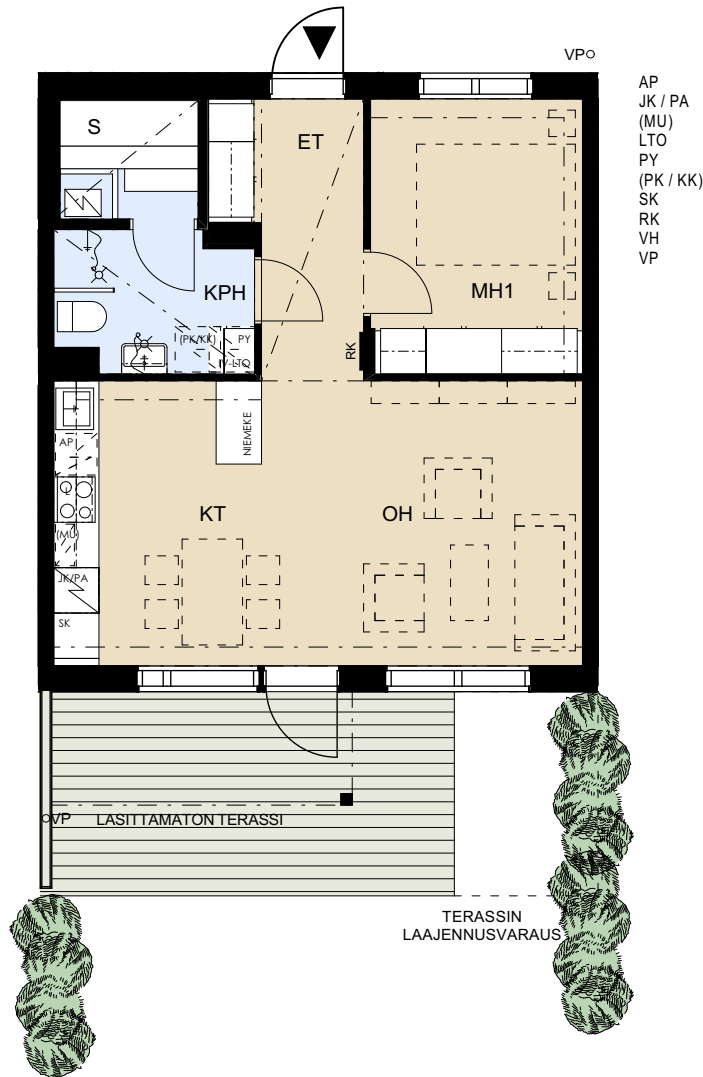 VP
AP
JK / PA
(MU)
LTO
PY
(PK / KK)
SK
RK
VH
VP
S
ET
KPH
MH1
(PK/KK)
PY
IV-LTO
RK
NIEMEKE
AP
L
KT
OH
(MU)
JK/PA
SK
VP
LASITTAMATON TERASSI
TERASSIN
LAAJENNUSVARAUS